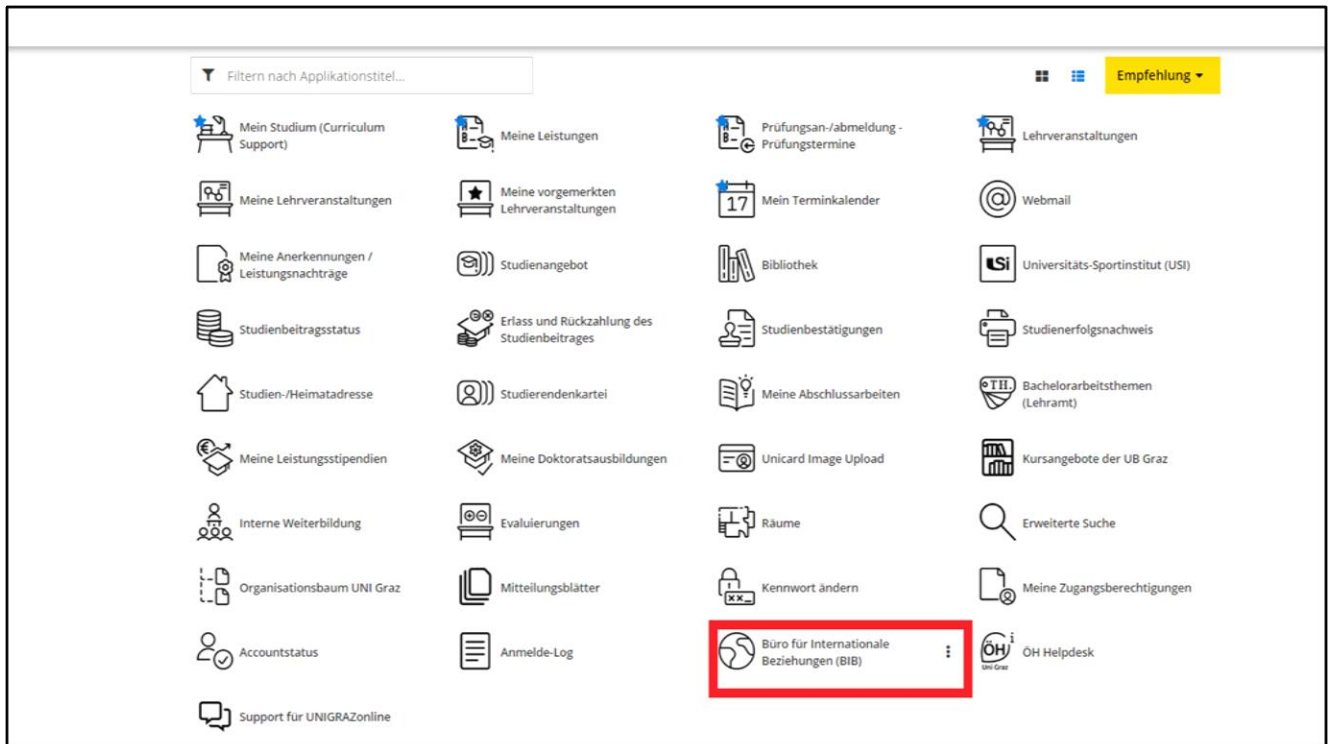 Filtern nach Applikationstitel...
Empfehlung
Mein Studium (Curriculum
Support)
Meine Leistungen
Prüfungsan-/abmeldung -
Prüfungstermine
Lehrveranstaltungen
Meine Lehrveranstaltungen
Meine vorgemerkten
Lehrveranstaltungen
17
Mein Terminkalender
Webmail
Meine Anerkennungen /
Leistungsnachträge
Studienangebot
Bibliothek
USi
Universitäts-Sportinstitut (USI)
Studienbeitragsstatus
Erlass und Rückzahlung des
Studienbeitrages
Studienbestätigungen
Studienerfolgsnachweis
Studien-/Heimatadresse
Studierendenkartei
Meine Abschlussarbeiten
TH.
Bachelorarbeitsthemen
(Lehramt)
Meine Leistungsstipendien
Meine Doktoratsausbildungen
Unicard Image Upload
Kursangebote der UB Graz
Interne Weiterbildung
Evaluierungen
Räume
Erweiterte Suche
Organisationsbaum UNI Graz
Mitteilungsblätter
Kennwort ändern
Meine Zugangsberechtigungen
Accountstatus
Anmelde-Log
Büro für Internationale
Beziehungen (BIB)
ÖH i
Uni Graz
ÖH Helpdesk
Support für UNIGRAZonline